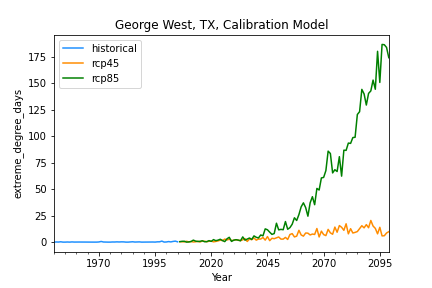 George West, TX, Calibration Model
historical
rcp45
rcp85
extreme_degree_days
175
150
125
100
75
50
25
0
1970 1995 2020 2045 2070 2095
Year